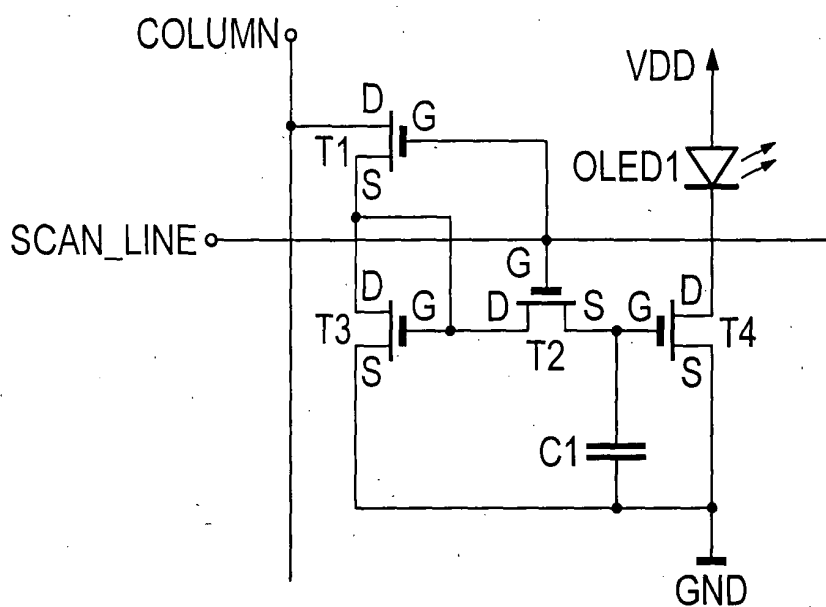 COLUMN
VDD
D
G
T1
S
OLED1
SCAN_LINE
G
D
G
D
S
G
D
T3
T2
T4
S
S
C1
GND